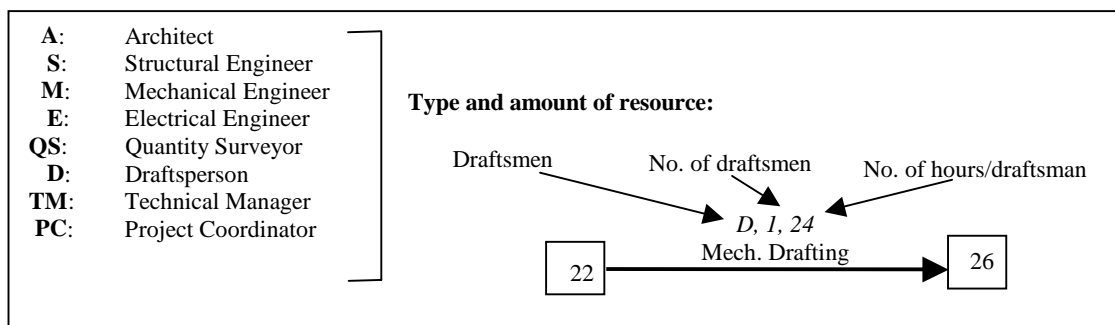 A: Architect
S: Structural Engineer
M: Mechanical Engineer
E: Electrical Engineer
QS: Quantity Surveyor
D: Draftsperson
TM: Technical Manager
PC: Project Coordinator
Type and amount of resource:
Draftsmen
No. of draftsmen
No. of hours/draftsman
D, 1, 24
Mech. Drafting
22
26